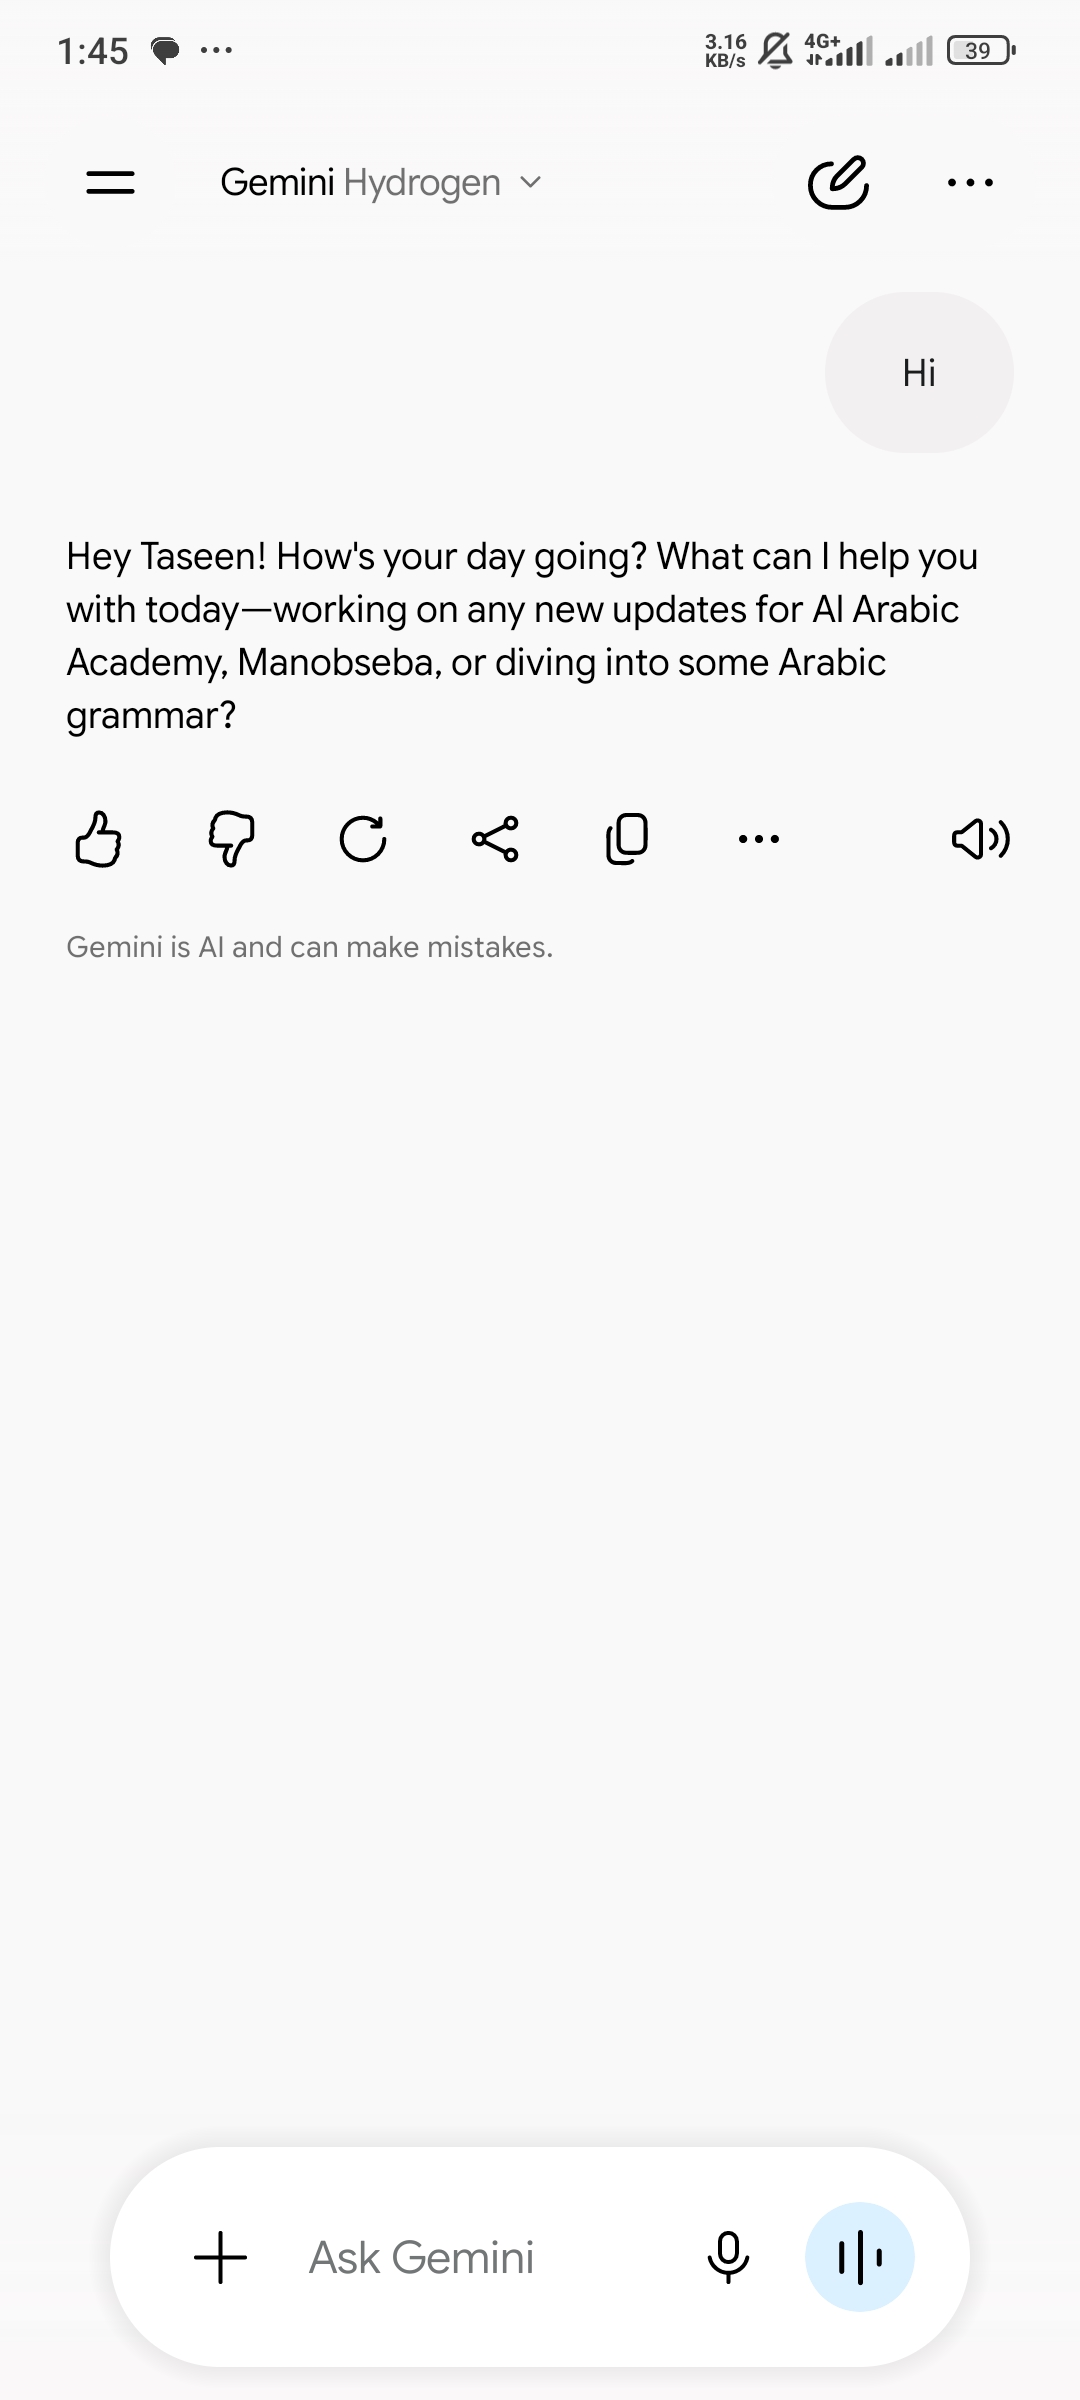 1:45
3.16
KB/s
4G+
39
Gemini Hydrogen
Hi
Hey Taseen! How's your day going? What can I help you
with today—working on any new updates for Al Arabic
Academy, Manobseba, or diving into some Arabic
grammar?
Gemini is AI and can make mistakes.
Ask Gemini